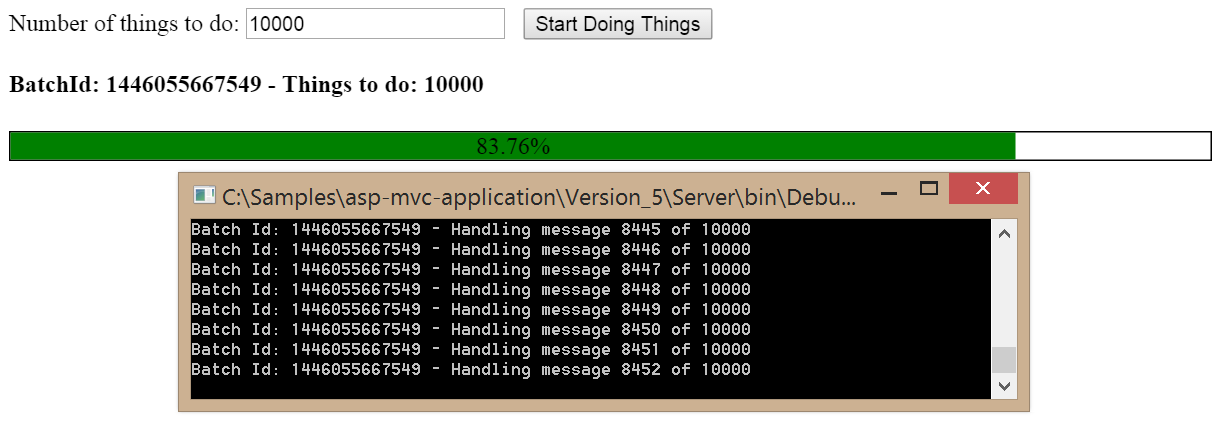 Number of things to do: 10000 Start Doing Things
BatchId: 1446055667549 - Things to do: 10000
83.76%
C:\Samples\asp-mvc-application\Version_5\Server\bin\Debu...
Batch Id: 1446055667549 - Handling message 8445 of 10000
Batch Id: 1446055667549 - Handling message 8446 of 10000
Batch Id: 1446055667549 - Handling message 8447 of 10000
Batch Id: 1446055667549 - Handling message 8448 of 10000
Batch Id: 1446055667549 - Handling message 8449 of 10000
Batch Id: 1446055667549 - Handling message 8450 of 10000
Batch Id: 1446055667549 - Handling message 8451 of 10000
Batch Id: 1446055667549 - Handling message 8452 of 10000